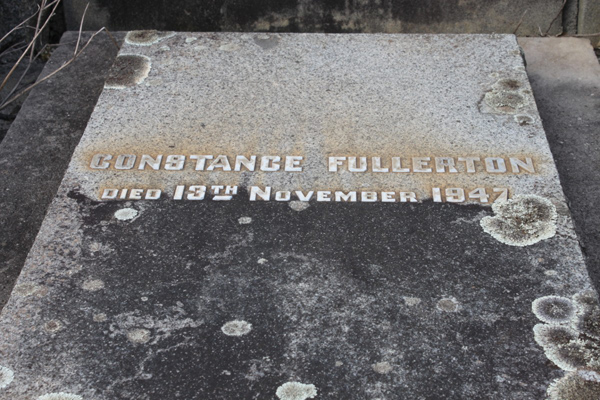 CONSTANCE FULLERTON
DIED 13TH NOVEMBER 1947